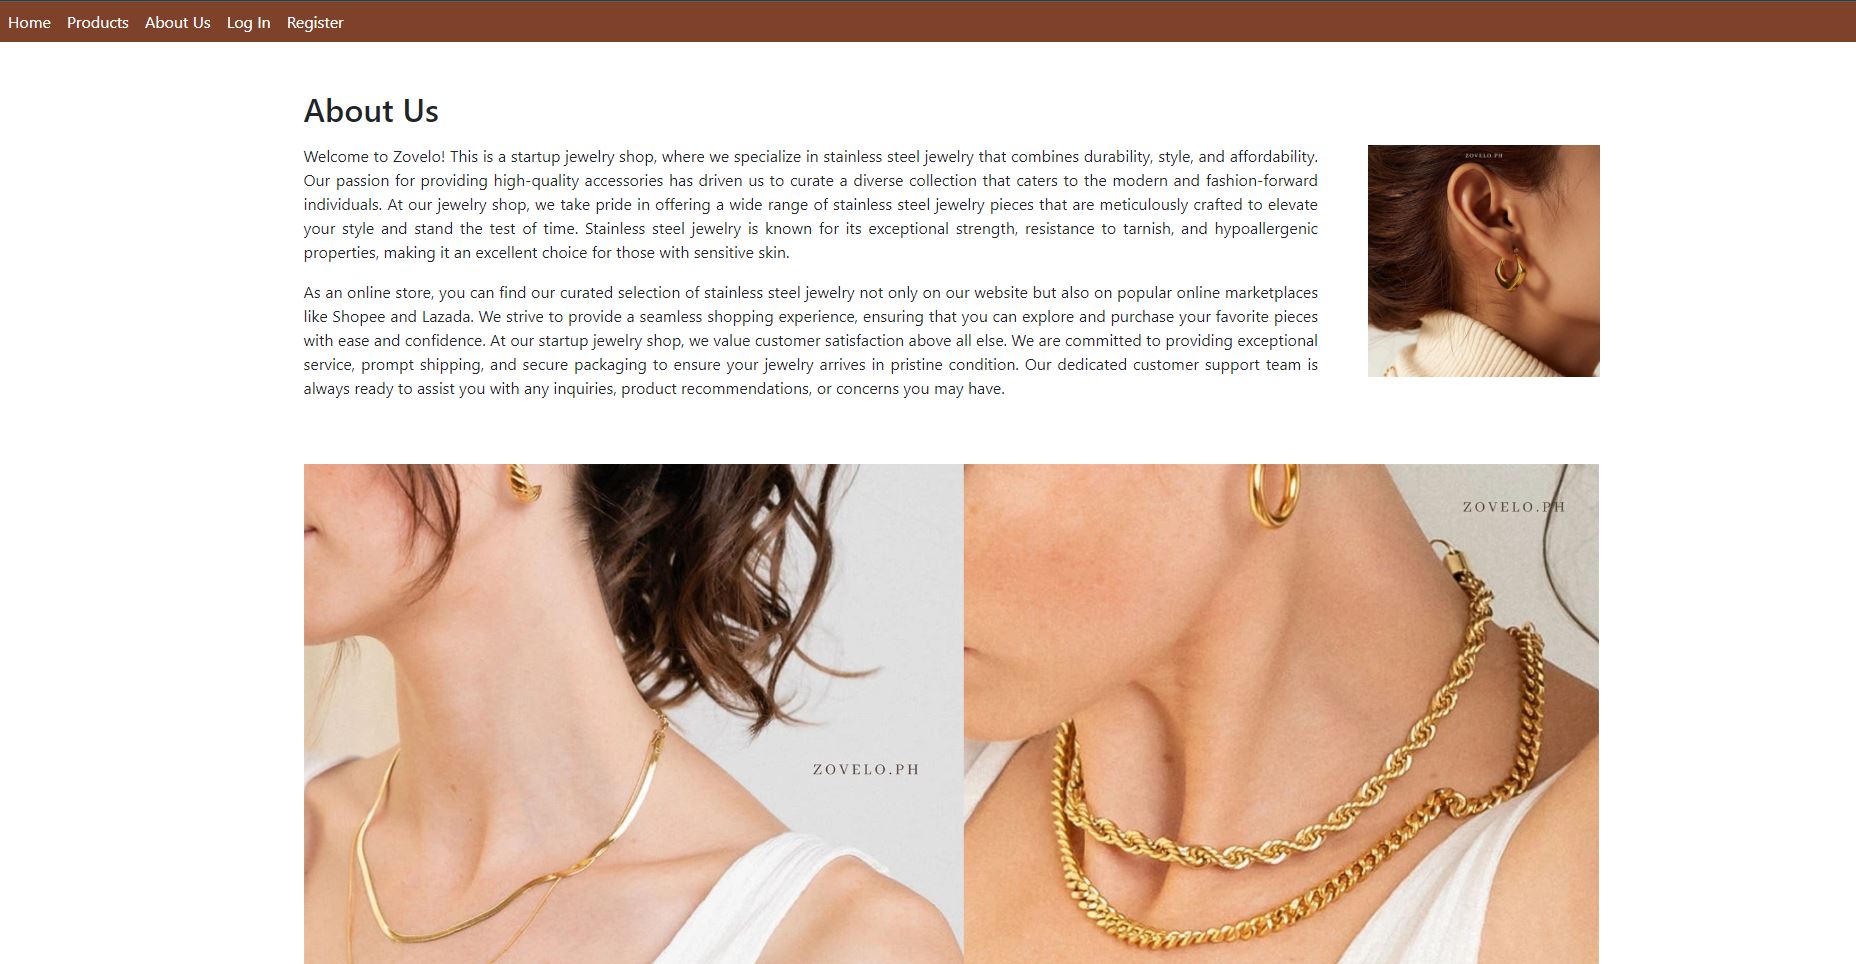 Home Products About Us Log In Register
About Us
Welcome to Zovelo! This is a startup jewelry shop, where we specialize in stainless steel jewelry that combines durability, style, and affordability.
Our passion for providing high-quality accessories has driven us to curate a diverse collection that caters to the modern and fashion-forward
individuals. At our jewelry shop, we take pride in offering a wide range of stainless steel jewelry pieces that are meticulously crafted to elevate
your style and stand the test of time. Stainless steel jewelry is known for its exceptional strength, resistance to tarnish, and hypoallergenic
properties, making it an excellent choice for those with sensitive skin.
ZOVELO.PH
As an online store, you can find our curated selection of stainless steel jewelry not only on our website but also on popular online marketplaces
like Shopee and Lazada. We strive to provide a seamless shopping experience, ensuring that you can explore and purchase your favorite pieces
with ease and confidence. At our startup jewelry shop, we value customer satisfaction above all else. We are committed to providing exceptional
service, prompt shipping, and secure packaging to ensure your jewelry arrives in pristine condition. Our dedicated customer support team is
always ready to assist you with any inquiries, product recommendations, or concerns you may have.
ZOVELO.PH
ZOVELO.PH